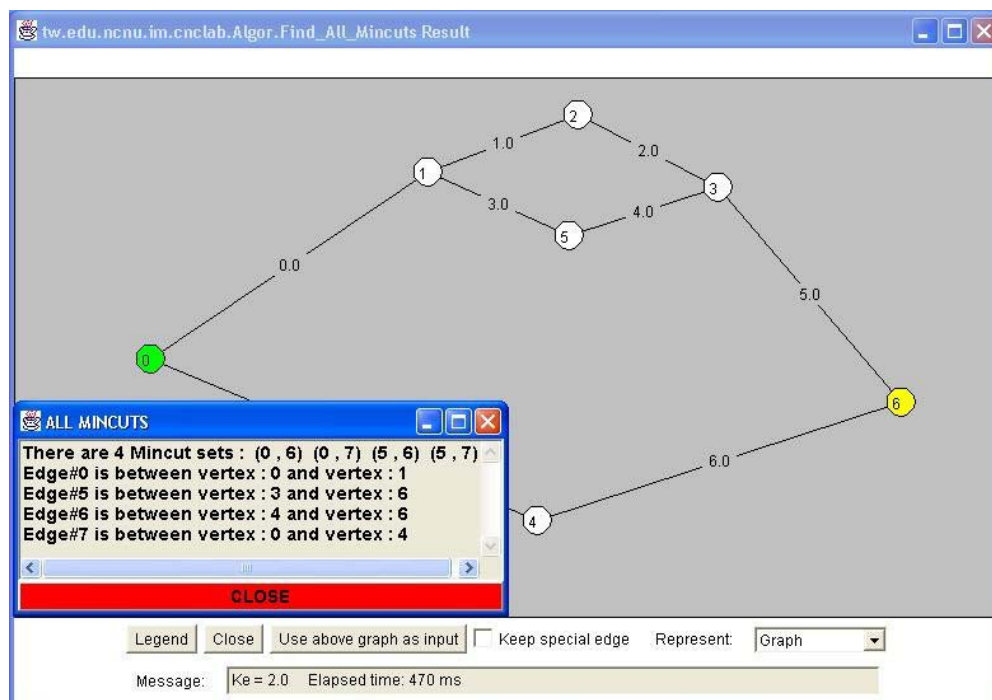 tw.edu.ncnu.im.cnclab.Algor.Find_All_Mincuts Result
2
1.0
2.0
1
3
3.0
4.0
5
0.0
5.0
0
6
ALL MINCUTS
There are 4 Mincut sets : (0 , 6) (0 , 7) (5 , 6) (5 , 7)
Edge#0 is between vertex : 0 and vertex : 1
Edge#5 is between vertex : 3 and vertex : 6
Edge#6 is between vertex : 4 and vertex : 6
Edge#7 is between vertex : 0 and vertex : 4
CLOSE
6.0
4
Legend Close Use above graph as input Keep special edge Represent: Graph
Message: Ke = 2.0 Elapsed time: 470 ms